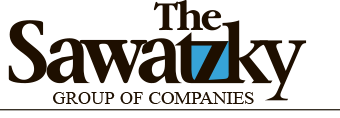 The
Sawatzky
GROUP OF COMPANIES